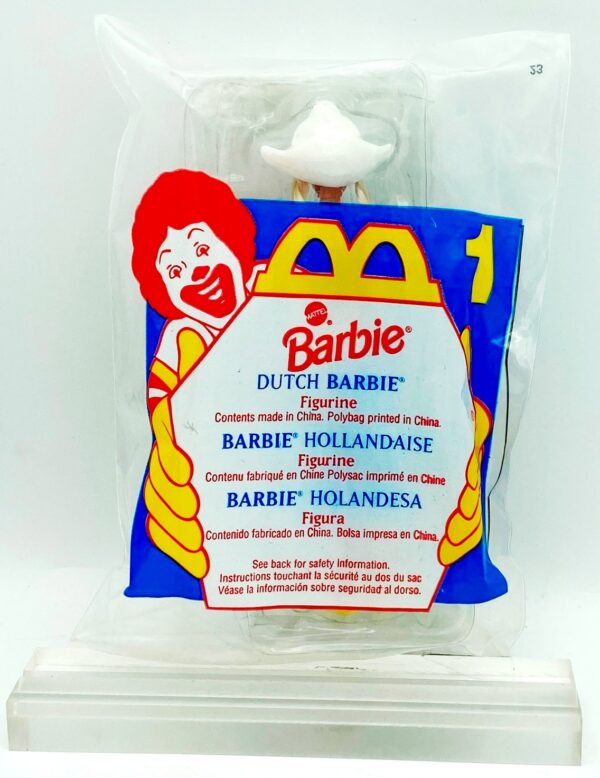 23
1
MATTEL
Barbie®
DUTCH BARBIE®
Figurine
Contents made in China. Polybag printed in China.
BARBIE® HOLLANDAISE
Figurine
Contenu fabriqué en Chine Polysac imprimé en Chine
BARBIE® HOLANDESA
Figura
Contenido fabricado en China. Bolsa impresa en China.
See back for safety information.
Instructions touchant la sécurité au dos du sac
Véase la información sobre seguridad al dorso.